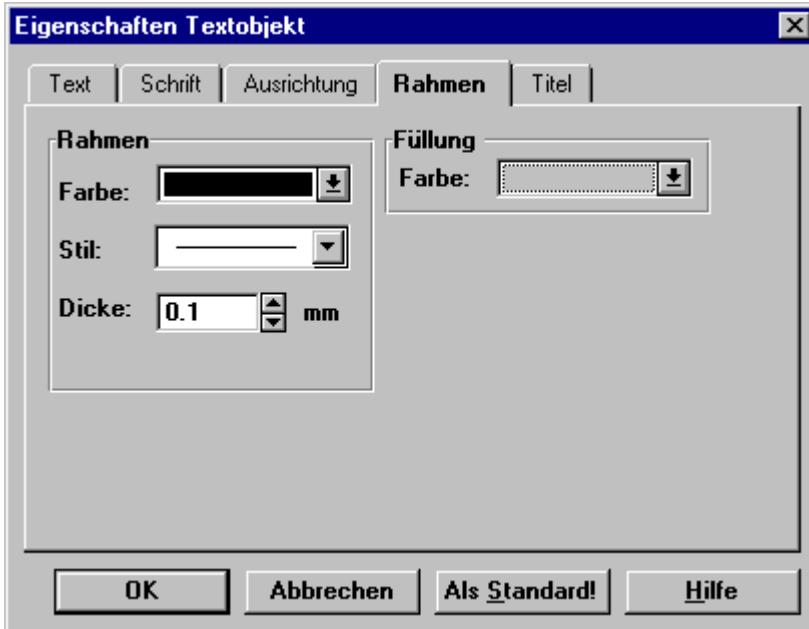 Eigenschaften Textobjekt
Text Schrift Ausrichtung Rahmen Titel
Rahmen
Farbe:
Stil:
Dicke: 0.1 mm
Füllung
Farbe:
OK Abbrechen Als Standard! Hilfe